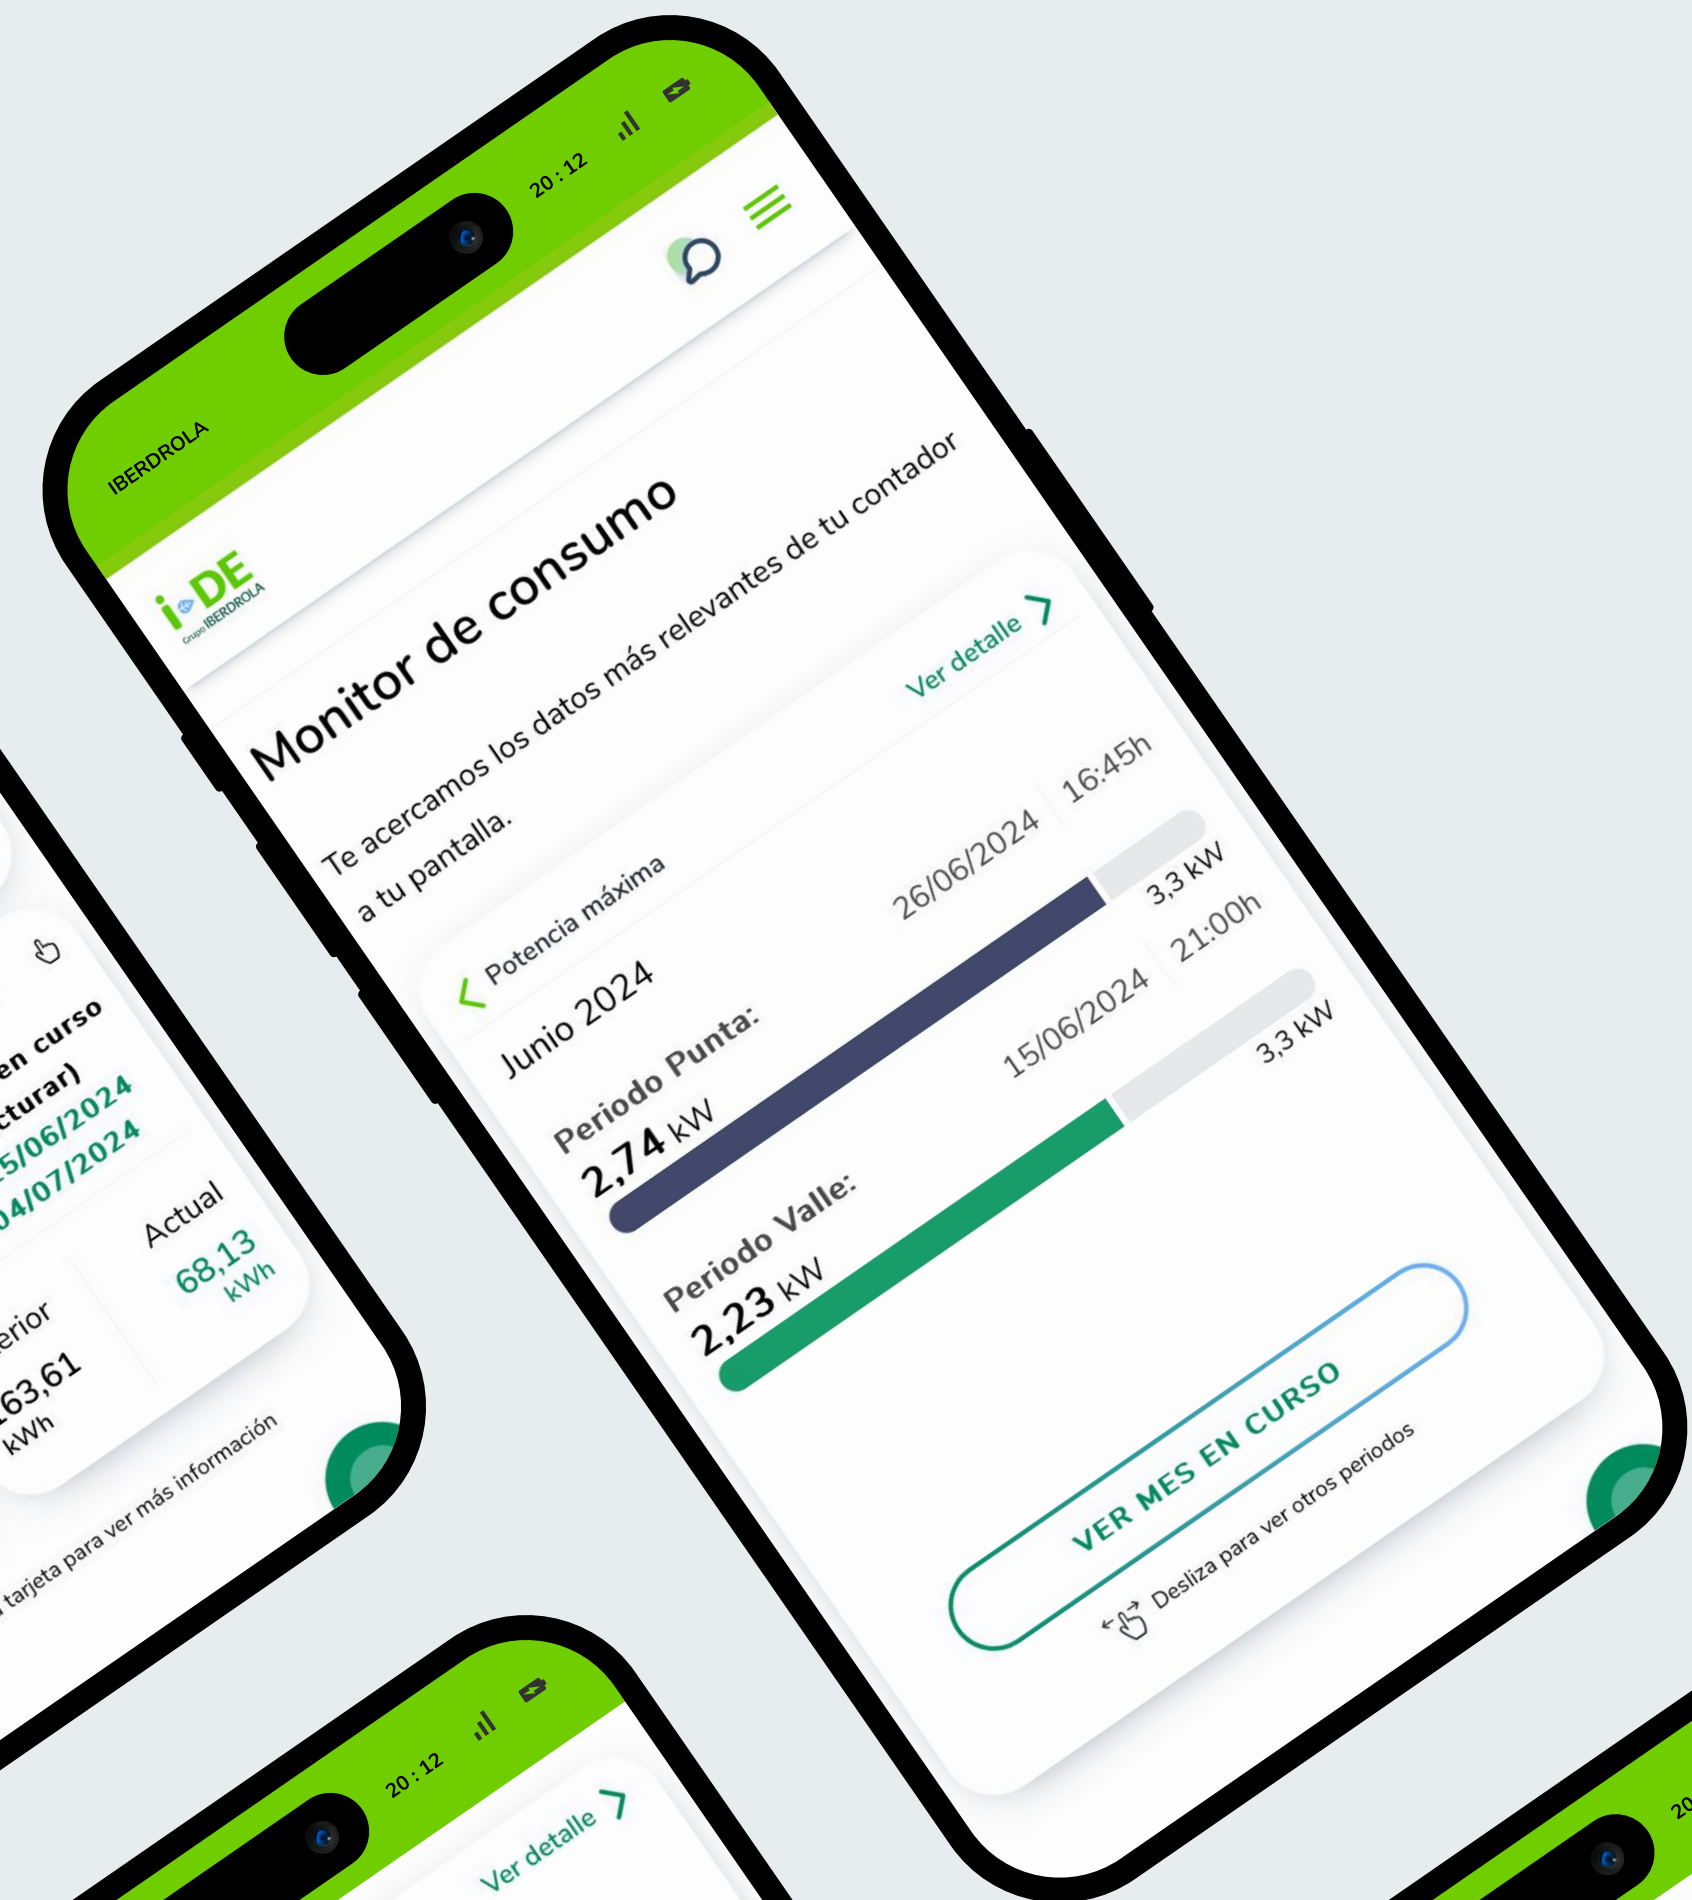 IBERDROLA
20:12
i-DE
Grupo IBERDROLA
Monitor de consumo
Te acercamos los datos más relevantes de tu contador
a tu pantalla.
Potencia máxima
Ver detalle
Junio 2024
Periodo Punta:
26/06/2024
16:45h
2,74 kW
3,3 kW
Periodo Valle:
15/06/2024
21:00h
2,23 kW
3,3 kW
VER MES EN CURSO
Desliza para ver otros periodos
en curso
5/06/2024
04/07/2024
Actual
68,13
kWh
63,61
kWh
tarjeta para ver más información
20:12
Ver detalle
20